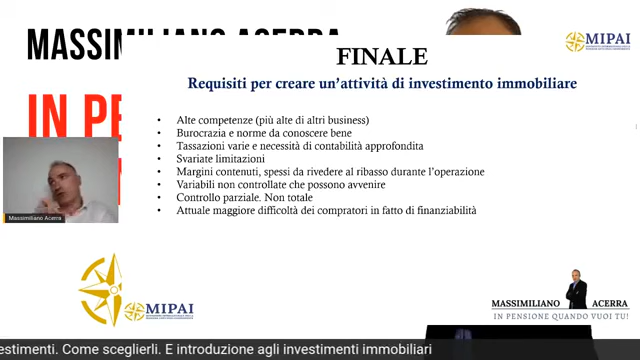 MASSIMILIANO ACERRA
MIPAI
FINALE
Requisiti per creare un'attività di investimento immobiliare
IN PE
• Alte competenze (più alte di altri business)
• Burocrazia e norme da conoscere bene
• Tassazioni varie e necessità di contabilità approfondita
• Svariate limitazioni
• Margini contenuti, spessi da rivedere al ribasso durante l'operazione
• Variabili non controllate che possono avvenire
• Controllo parziale. Non totale
• Attuale maggiore difficoltà dei compratori in fatto di finanziabilità
Massimiliano Acerra
MIPAI
MASSIMILIANO ACERRA
IN PENSIONE QUANDO VUOI TU!
estimenti. Come sceglierli. E introduzione agli investimenti immobiliari